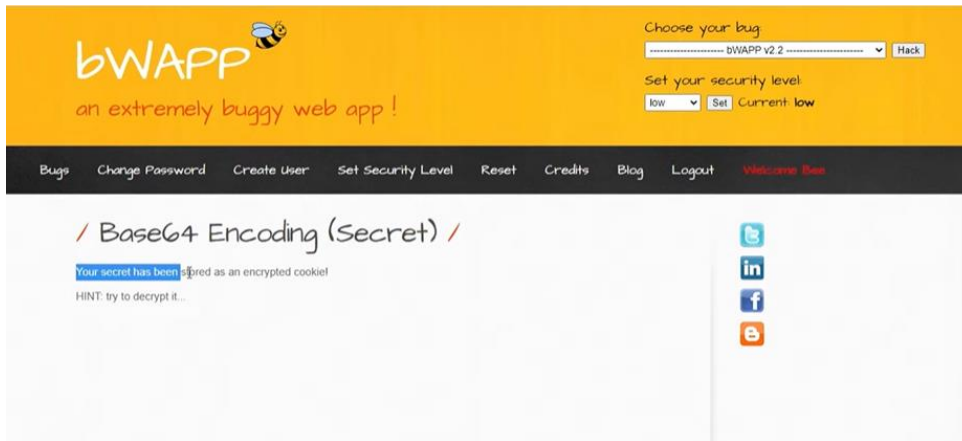 bWAPP
an extremely buggy web app !
Choose your bug:
---------------------- bWAPP v2.2 ----------------------- Hack
Set your security level:
low Set Current: low
Bugs Change Password Create User Set Security Level Reset Credits Blog Logout Welcome Bee
/ Base64 Encoding (Secret) /
Your secret has been stored as an encrypted cookie!
HINT: try to decrypt it...